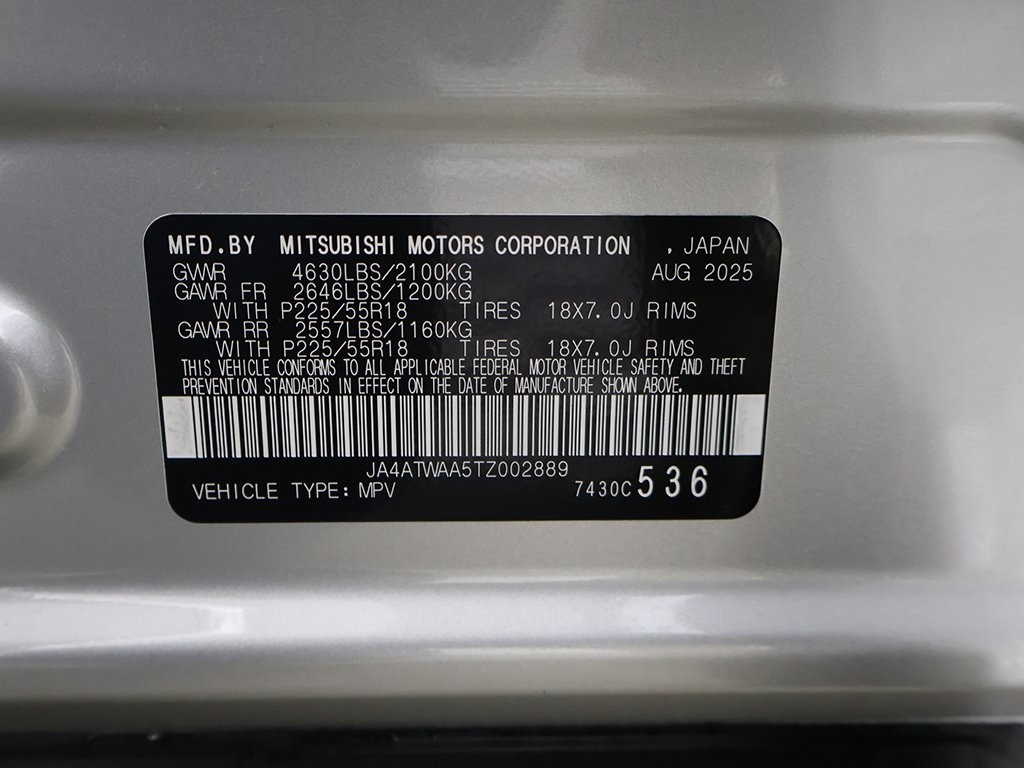 MFD.BY MITSUBISHI MOTORS CORPORATION , JAPAN
GWWR 4630LBS/2100KG AUG 2025
GAWR FR 2646LBS/1200KG
WITH P225/55R18 TIRES 18X7.0J RIMS
GAWR RR 2557LBS/1160KG
WITH P225/55R18 TIRES 18X7.0J RIMS
THIS VEHICLE CONFORMS TO ALL APPLICABLE FEDERAL MOTOR VEHICLE SAFETY AND THEFT
PREVENTION STANDARDS IN EFFECT ON THE DATE OF MANUFACTURE SHOWN ABOVE.
JA4ATWAA5TZ002889
VEHICLE TYPE: MPV 7430C 536